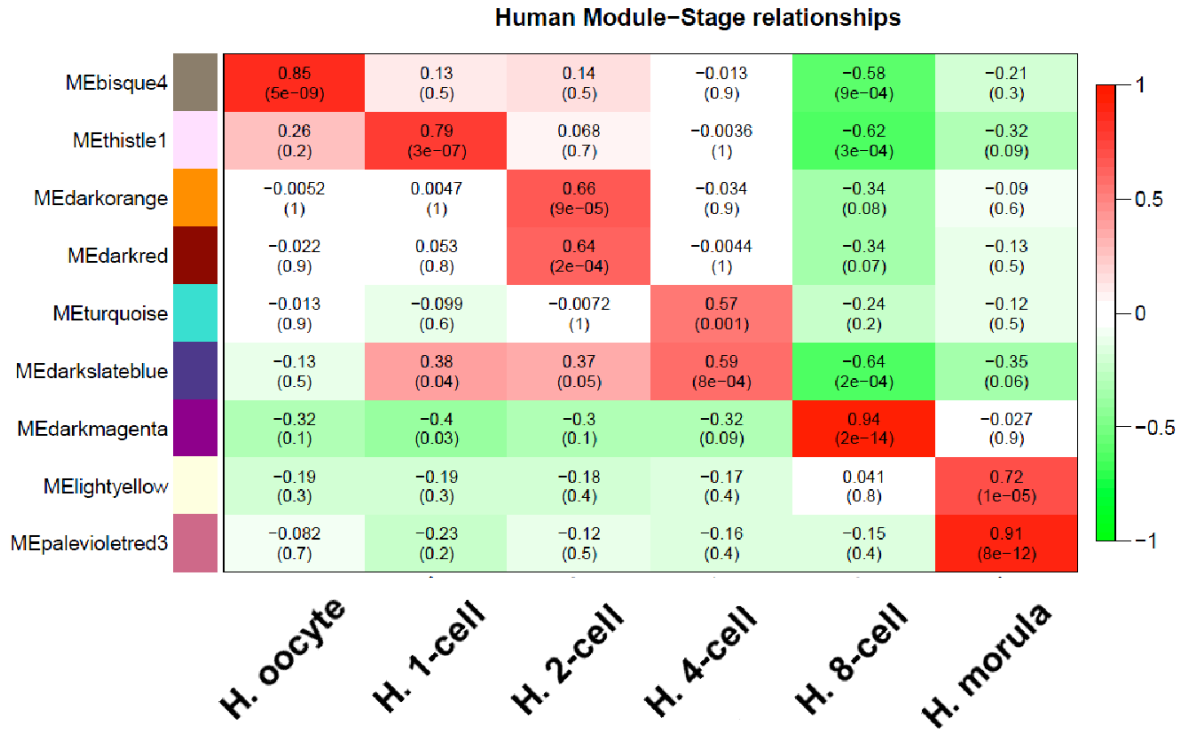 Human Module−Stage relationships
MEbisque4 0.85 0.13 0.14 −0.013 −0.58 −0.21
(5e−09) (0.5) (0.5) (0.9) (9e−04) (0.3)
MEthistle1 0.26 0.79 0.068 −0.0036 −0.62 −0.32
(0.2) (3e−07) (0.7) (1) (3e−04) (0.09)
MEdarkorange −0.0052 0.0047 0.66 −0.034 −0.34 −0.09
(1) (1) (9e−05) (0.9) (0.08) (0.6)
MEdarkred −0.022 0.053 0.64 −0.0044 −0.34 −0.13
(0.9) (0.8) (2e−04) (1) (0.07) (0.5)
MEturquoise −0.013 −0.099 −0.0072 0.57 −0.24 −0.12
(0.9) (0.6) (1) (0.001) (0.2) (0.5)
MEdarkslateblue −0.13 0.38 0.37 0.59 −0.64 −0.35
(0.5) (0.04) (0.05) (8e−04) (2e−04) (0.06)
MEdarkmagenta −0.32 −0.4 −0.3 −0.32 0.94 −0.027
(0.1) (0.03) (0.1) (0.09) (2e−14) (0.9)
MElightyellow −0.19 −0.19 −0.18 −0.17 0.041 0.72
(0.3) (0.3) (0.4) (0.4) (0.8) (1e−05)
MEpalevioletred3 −0.082 −0.23 −0.12 −0.16 −0.15 0.91
(0.7) (0.2) (0.5) (0.4) (0.4) (8e−12)
1
0.5
0
−0.5
−1
H. oocyte
H. 1-cell
H. 2-cell
H. 4-cell
H. 8-cell
H. morula